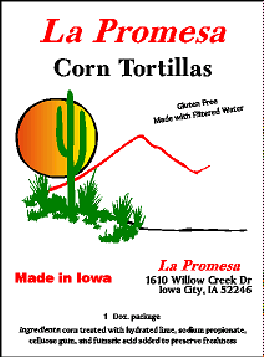 La Promesa
Corn Tortillas
Gluten Free
Made with Filtered Water
Made in Iowa
La Promesa
1610 Willow Creek Dr
Iowa City, IA 52246
1 Doz. package
Ingredients: corn treated with hydrated lime, sodium propionate,
cellulose gum, and fumaric acid added to preserve freshness